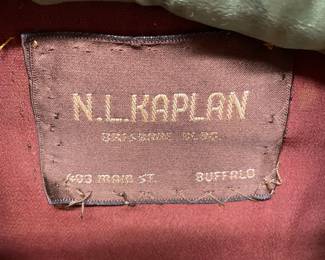 N.L.KAPLAN
BRISBANE BLDG.
403 MAIN ST. BUFFALO